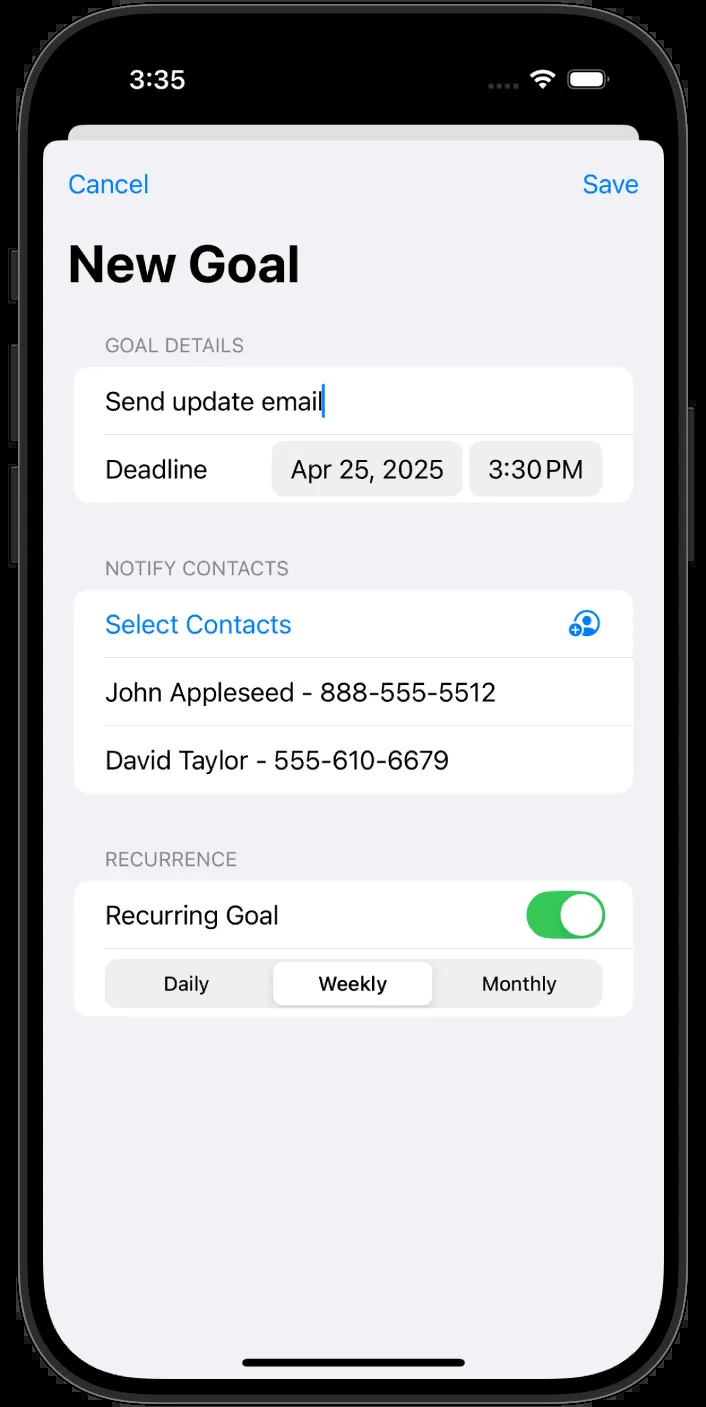 3:35
Cancel Save
New Goal
GOAL DETAILS
Send update email
Deadline Apr 25, 2025 3:30 PM
NOTIFY CONTACTS
Select Contacts
John Appleseed - 888-555-5512
David Taylor - 555-610-6679
RECURRENCE
Recurring Goal
Daily Weekly Monthly